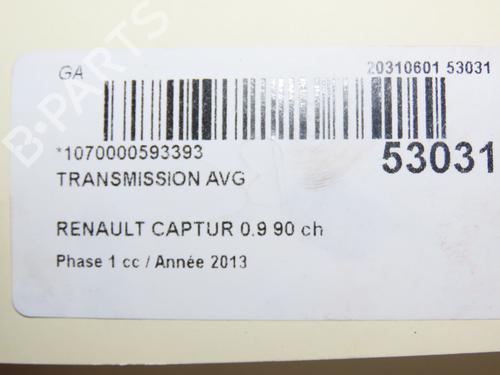 GA
20310601 53031
*1070000593393
53031
TRANSMISSION AVG
RENAULT CAPTUR 0.9 90 ch
Phase 1 cc / Année 2013
B-PARTS